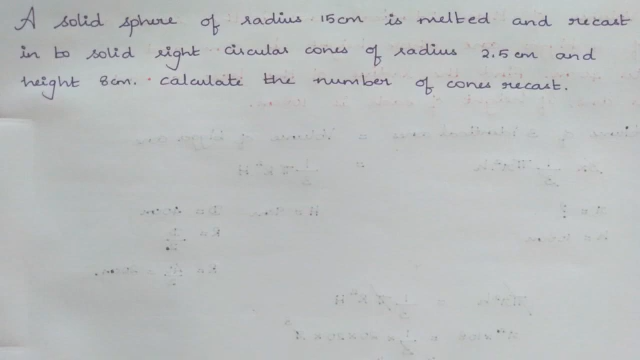 A solid sphere of radius 15cm is melted and recast
in to solid right circular cones of radius 2.5cm and
height 8cm. calculate the number of cones recast.